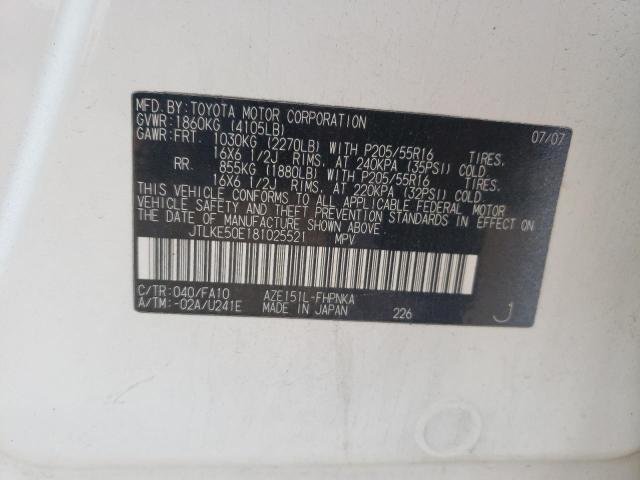 MFD. BY: TOYOTA MOTOR CORPORATION 07/07
GVWR: 1860KG (4105LB)
GAWR: FRT. 1030KG (2270LB) WITH P205/55R16 TIRES.
16X6 1/2J RIMS. AT 240KPA (35PSI) COLD.
RR. 855KG (1880LB) WITH P205/55R16 TIRES.
16X6 1/2J RIMS. AT 220KPA (32PSI) COLD.
THIS VEHICLE CONFORMS TO ALL APPLICABLE FEDERAL MOTOR
VEHICLE SAFETY AND BUMPER STANDARDS IN EFFECT ON THE DATE
OF MANUFACTURE SHOWN ABOVE.
JTLKE50E181025521 MPV
C/TR: 040/FA10 AZE151L-FHPNKA
A/TM: -02A/U241E MADE IN JAPAN 226 J